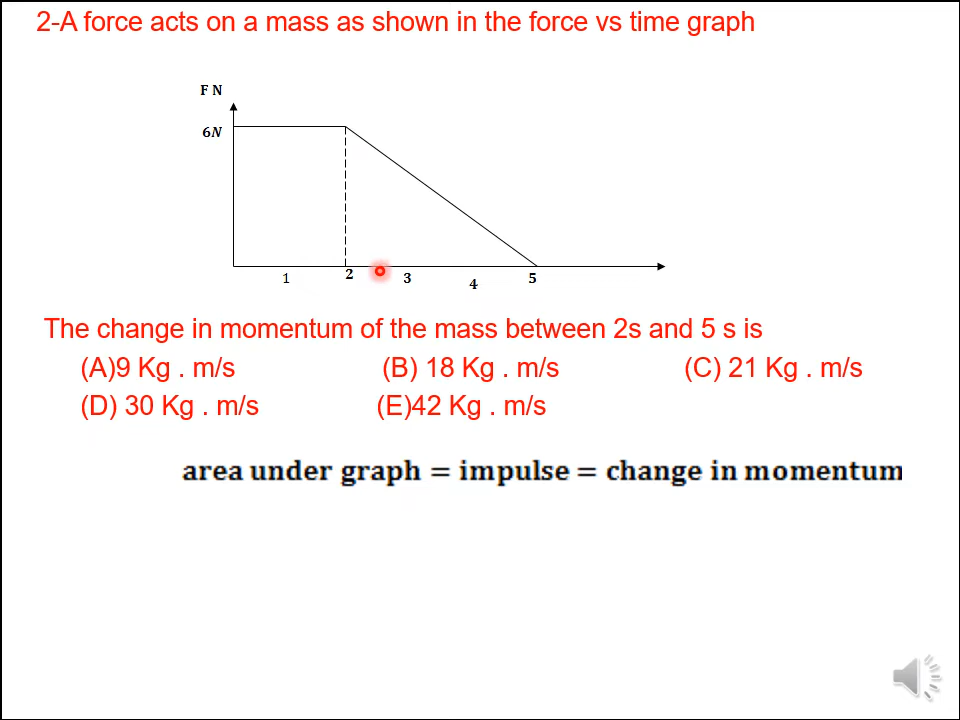 2-A force acts on a mass as shown in the force vs time graph
F N
6N
1 2 3 4 5
The change in momentum of the mass between 2s and 5 s is
(A)9 Kg . m/s (B) 18 Kg . m/s (C) 21 Kg . m/s
(D) 30 Kg . m/s (E)42 Kg . m/s
area under graph = impulse = change in momentum